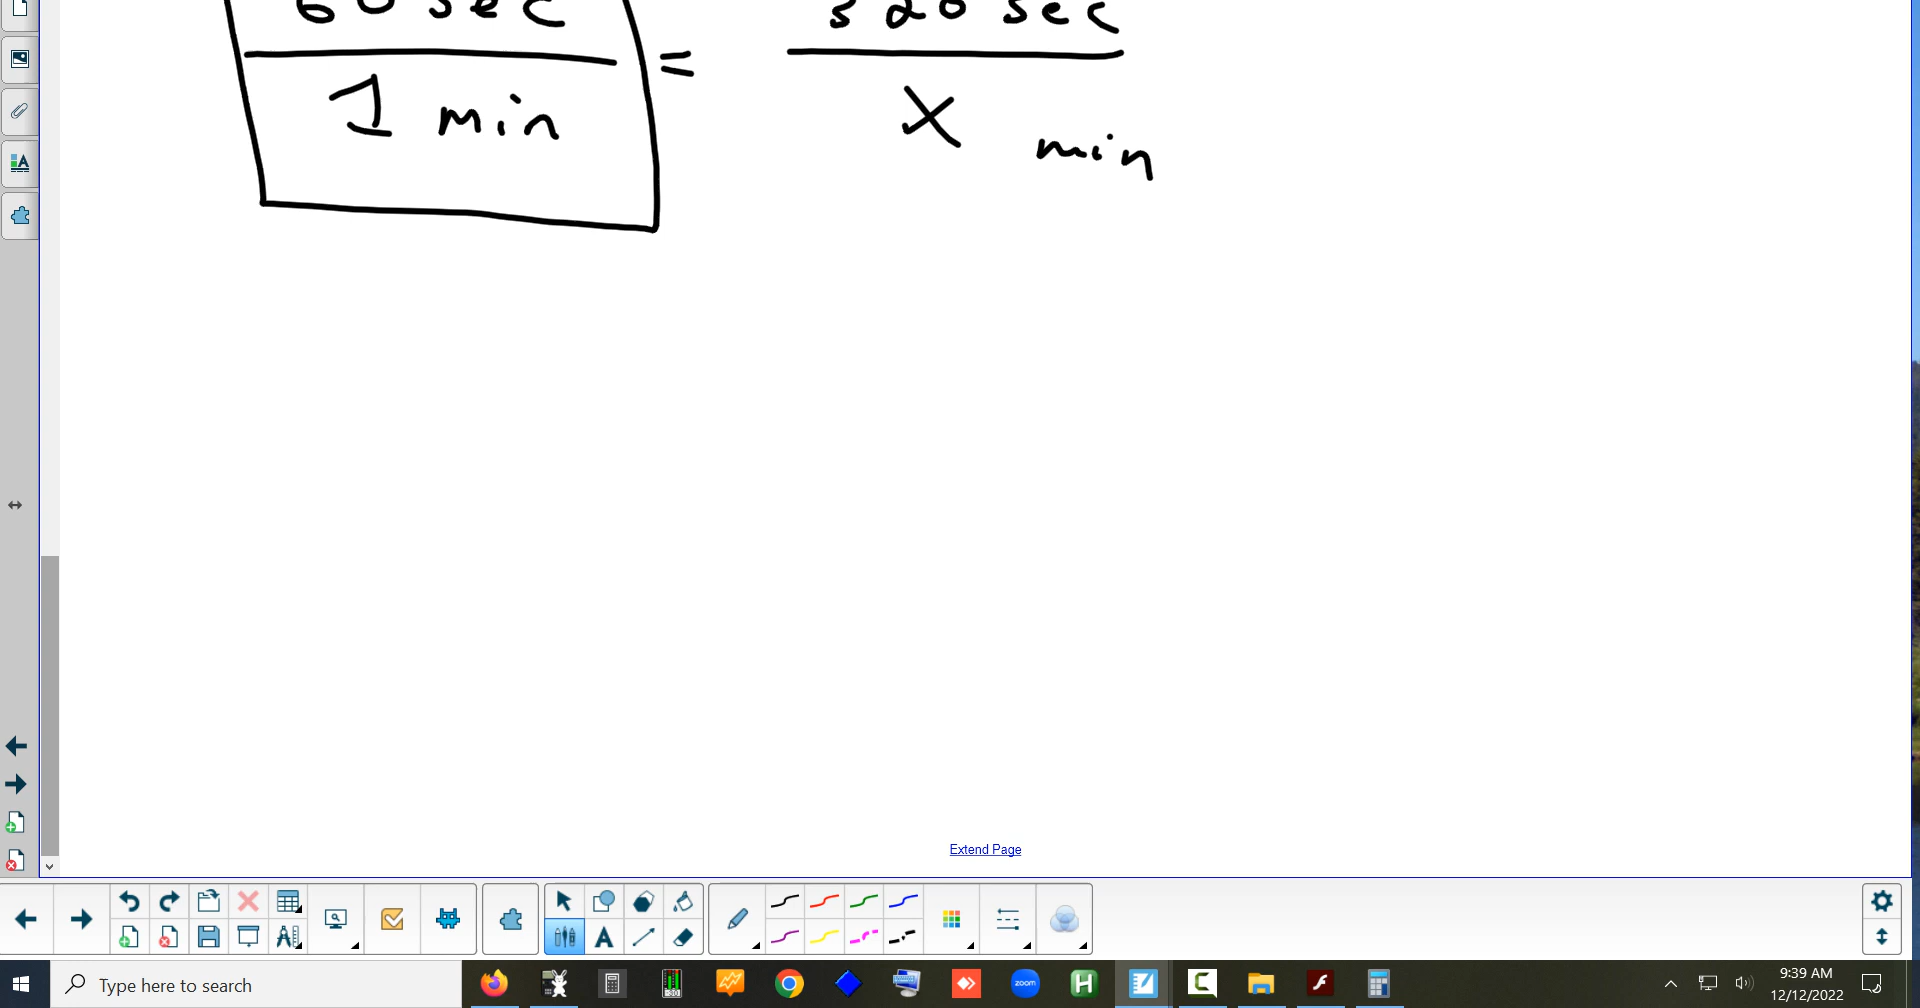 60 sec 320 sec
=
1 min x min
Extend Page
Type here to search
zoom
9:39 AM
12/12/2022